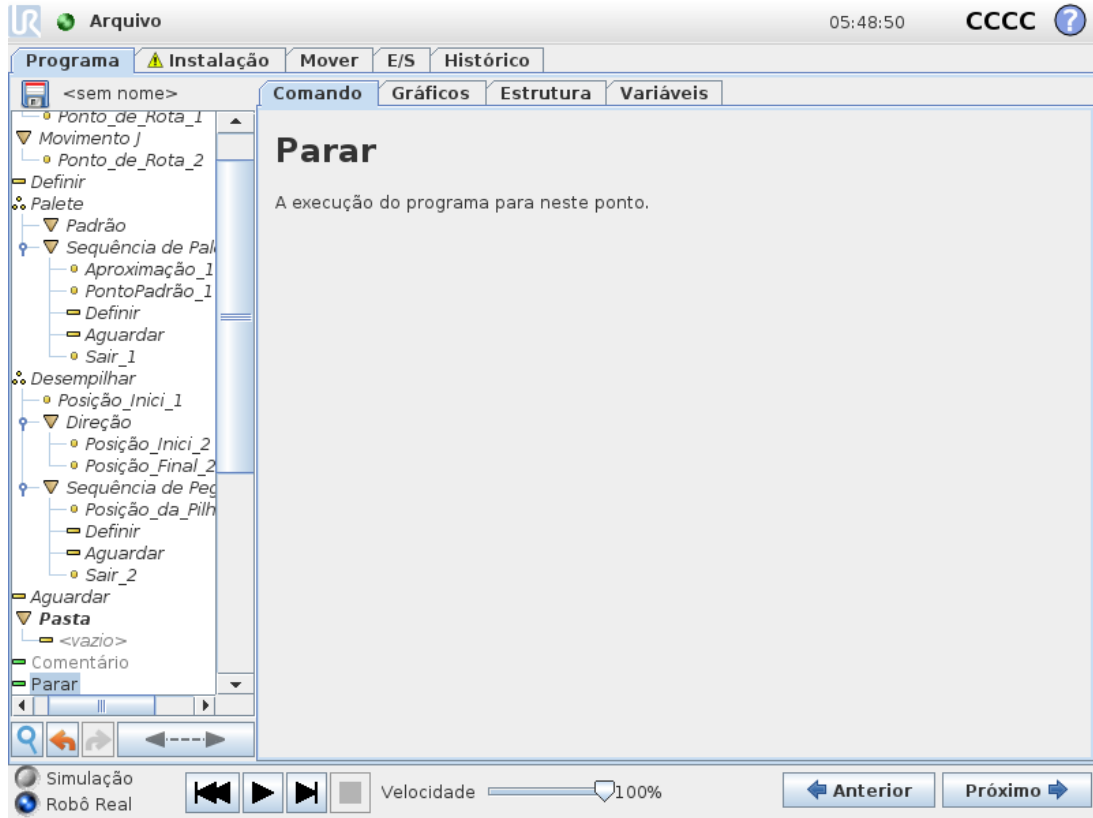 UR Arquivo 05:48:50 CCCC ?
Programa Instalação Mover E/S Histórico
<sem nome> Comando Gráficos Estrutura Variáveis
Ponto_de_Rota_1
Movimento J
Ponto_de_Rota_2
Definir
Palete
Padrão
Sequência de Pal
Aproximação_1
PontoPadrão_1
Definir
Aguardar
Sair_1
Desempilhar
Posição_Inici_1
Direção
Posição_Inici_2
Posição_Final_2
Sequência de Peg
Posição_da_Pilh
Definir
Aguardar
Sair_2
Aguardar
Pasta
<vazio>
Comentário
Parar
Parar
A execução do programa para neste ponto.
Simulação
Robô Real
Velocidade 100%
Anterior Próximo